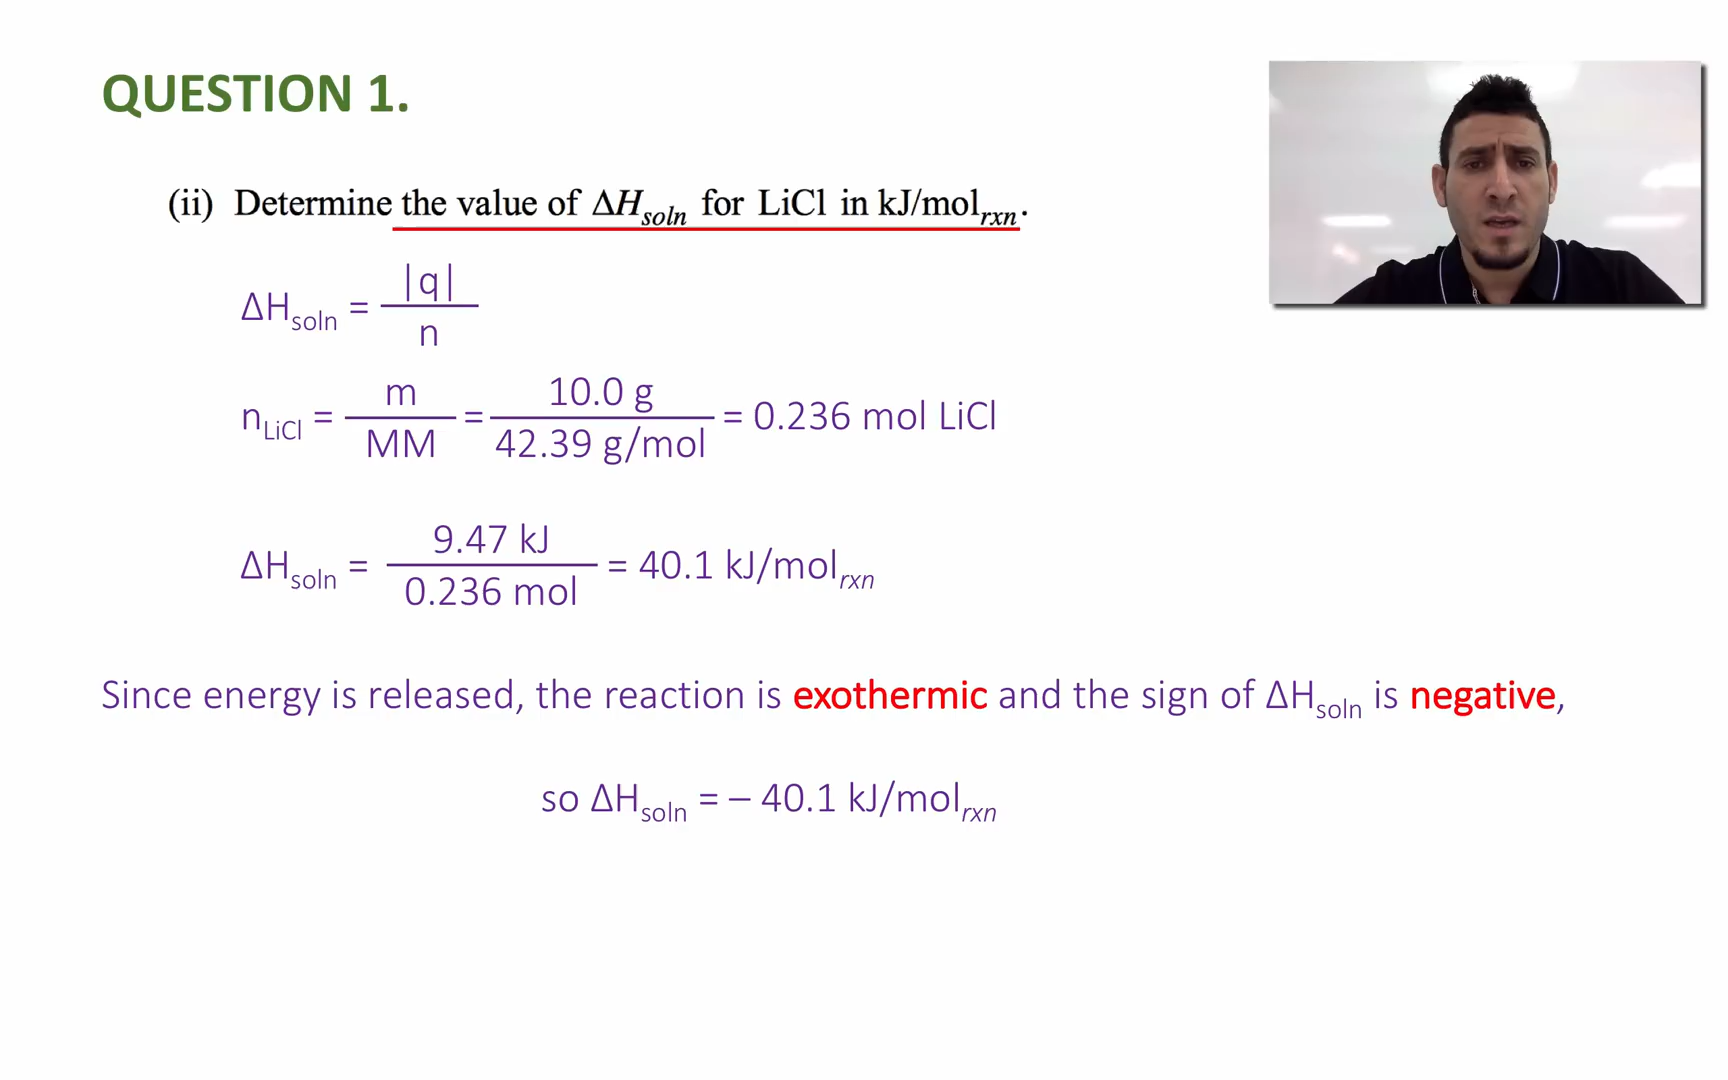 QUESTION 1.
(ii) Determine the value of ΔH_soln for LiCl in kJ/mol_rxn.
ΔH_soln = |q| / n
n_LiCl = m / MM = 10.0 g / 42.39 g/mol = 0.236 mol LiCl
ΔH_soln = 9.47 kJ / 0.236 mol = 40.1 kJ/mol_rxn
Since energy is released, the reaction is exothermic and the sign of ΔH_soln is negative,
so ΔH_soln = – 40.1 kJ/mol_rxn